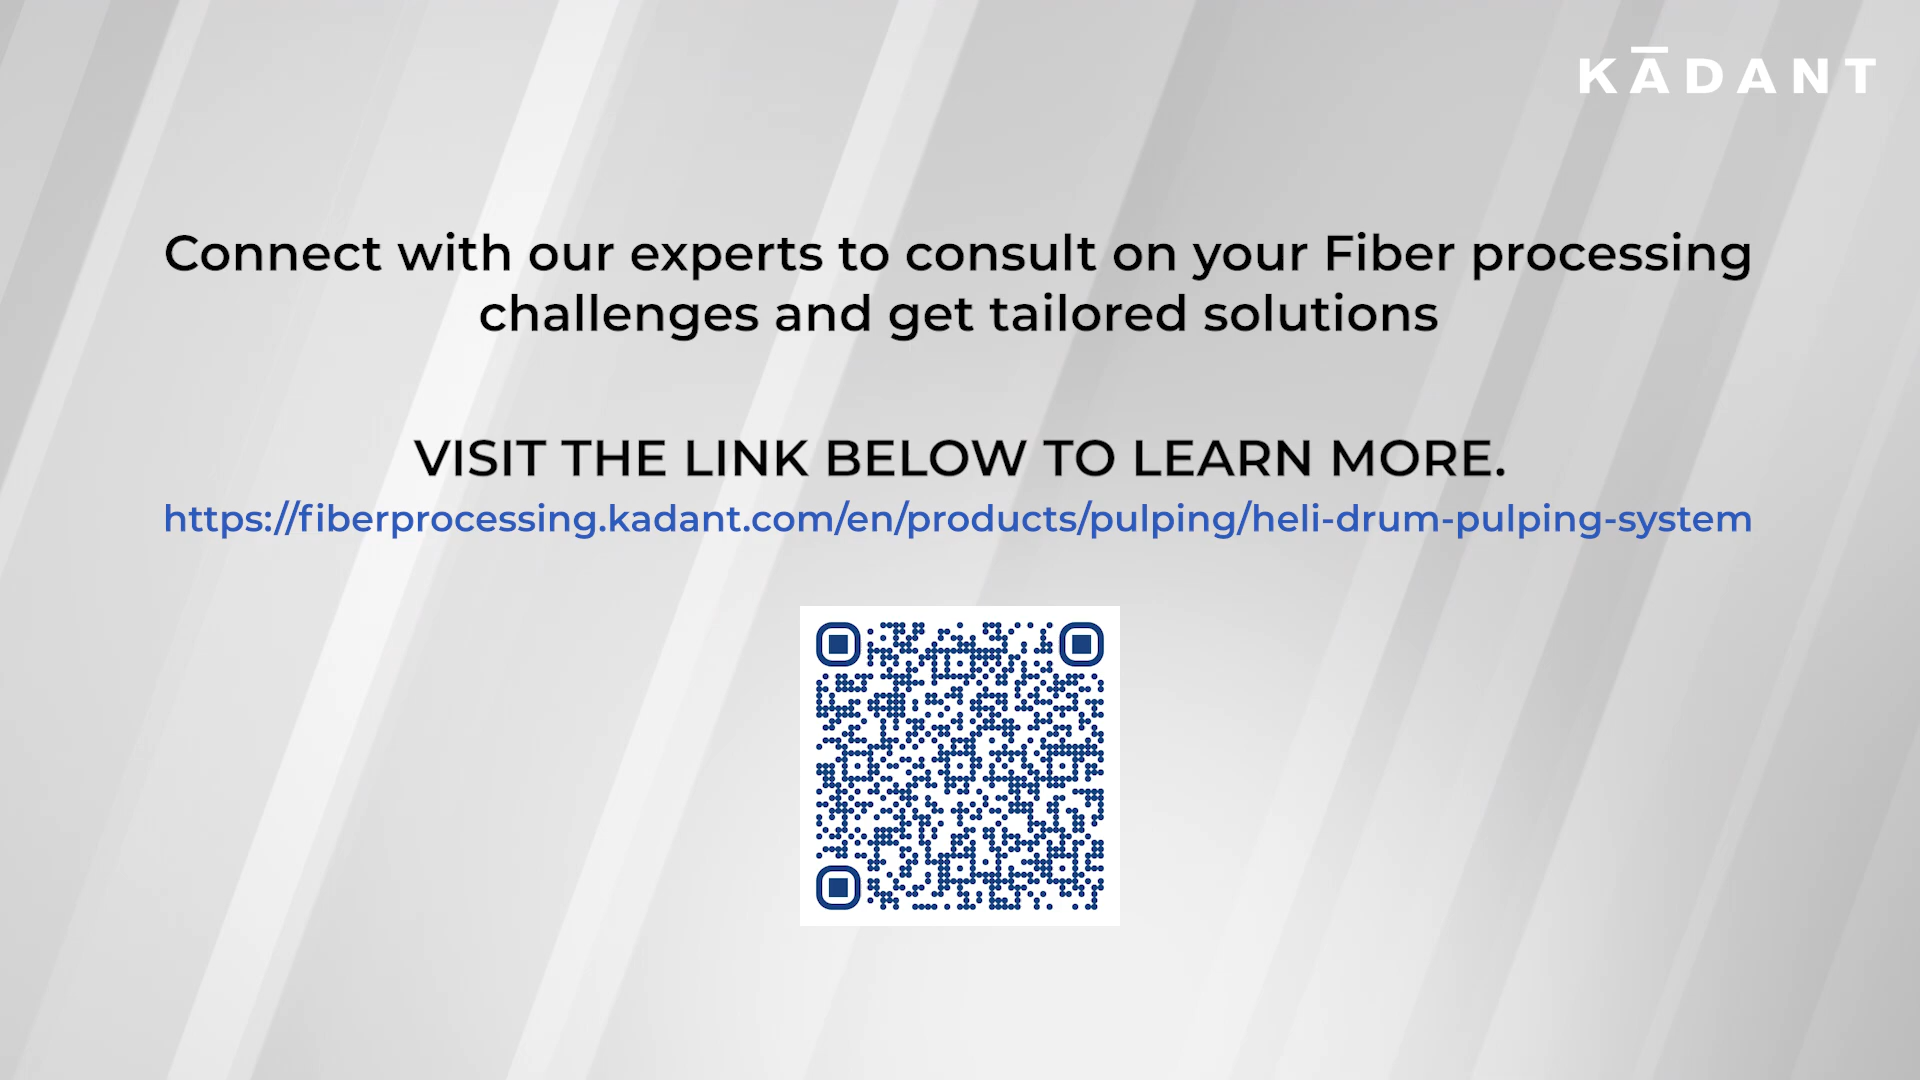 KĀDANT
Connect with our experts to consult on your Fiber processing
challenges and get tailored solutions
VISIT THE LINK BELOW TO LEARN MORE.
https://fiberprocessing.kadant.com/en/products/pulping/heli-drum-pulping-system